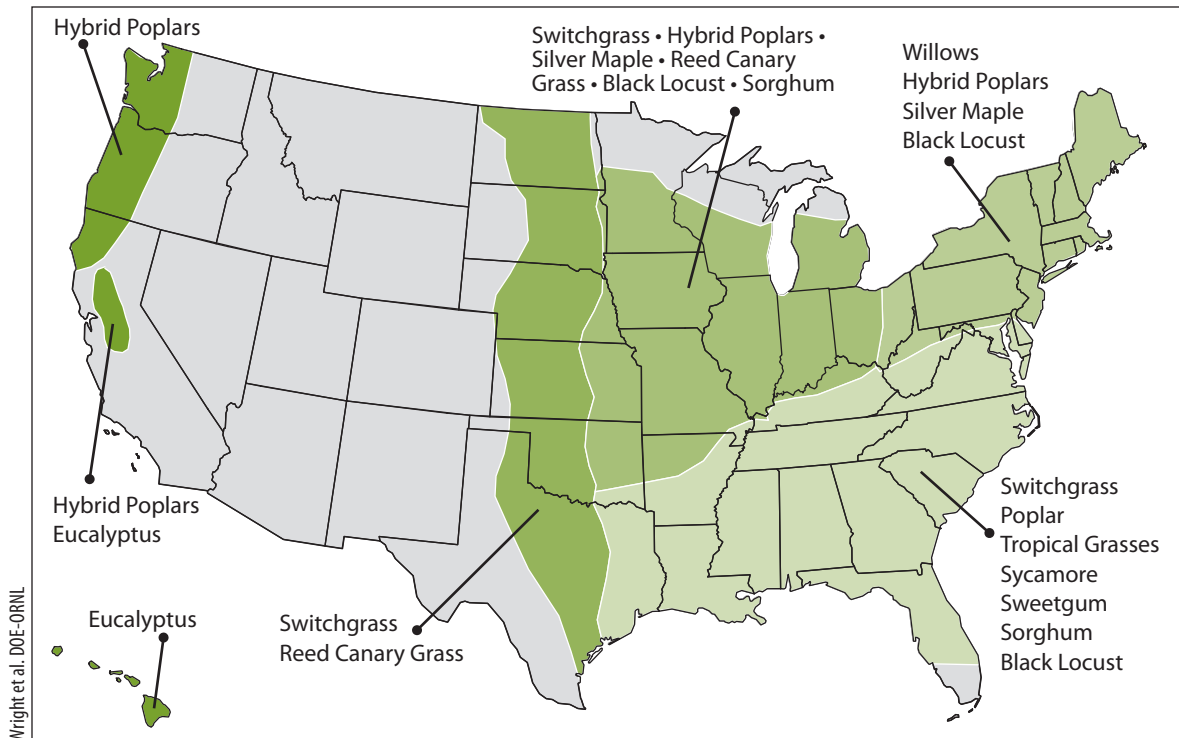 Hybrid Poplars
Switchgrass • Hybrid Poplars •
Silver Maple • Reed Canary
Grass • Black Locust • Sorghum
Willows
Hybrid Poplars
Silver Maple
Black Locust
Hybrid Poplars
Eucalyptus
Eucalyptus
Switchgrass
Reed Canary Grass
Switchgrass
Poplar
Tropical Grasses
Sycamore
Sweetgum
Sorghum
Black Locust
Wright et al. DOE-ORNL